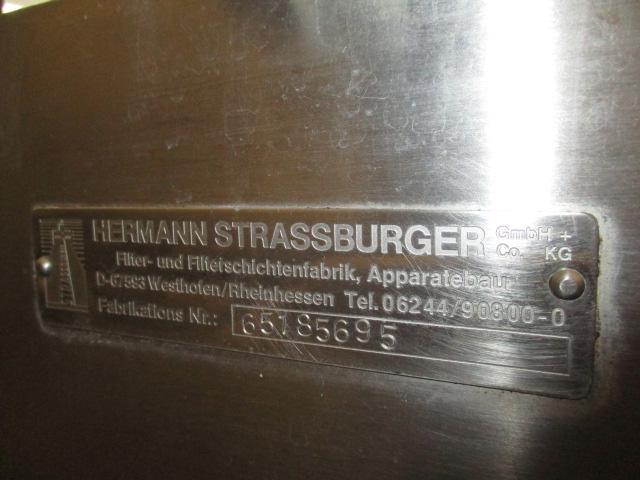 HERMANN STRASSBURGER GmbH + Co. KG
Filter- und Filterschichtenfabrik, Apparatebau
D-67593 Westhofen/Rheinhessen Tel. 06244/90800-0
Fabrikations Nr.: 65185695